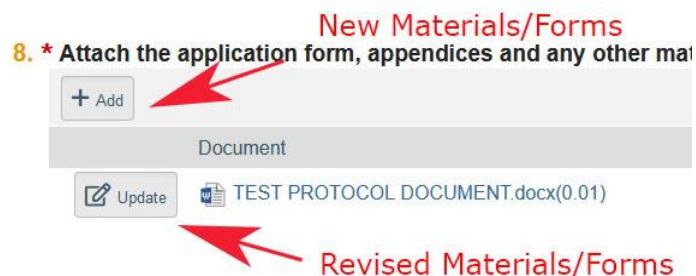 New Materials/Forms
8. * Attach the application form, appendices and any other mat
+ Add
Document
Update TEST PROTOCOL DOCUMENT.docx(0.01)
Revised Materials/Forms